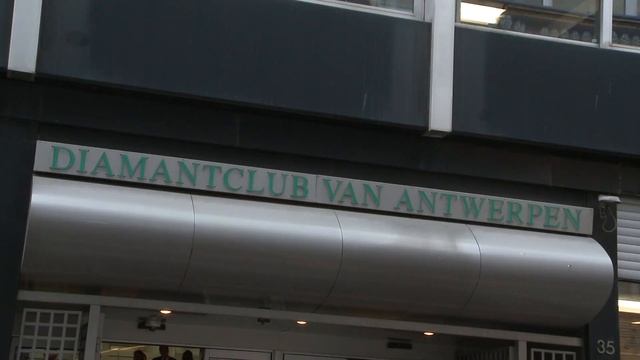 DIAMANTCLUB VAN ANTWERPEN
35